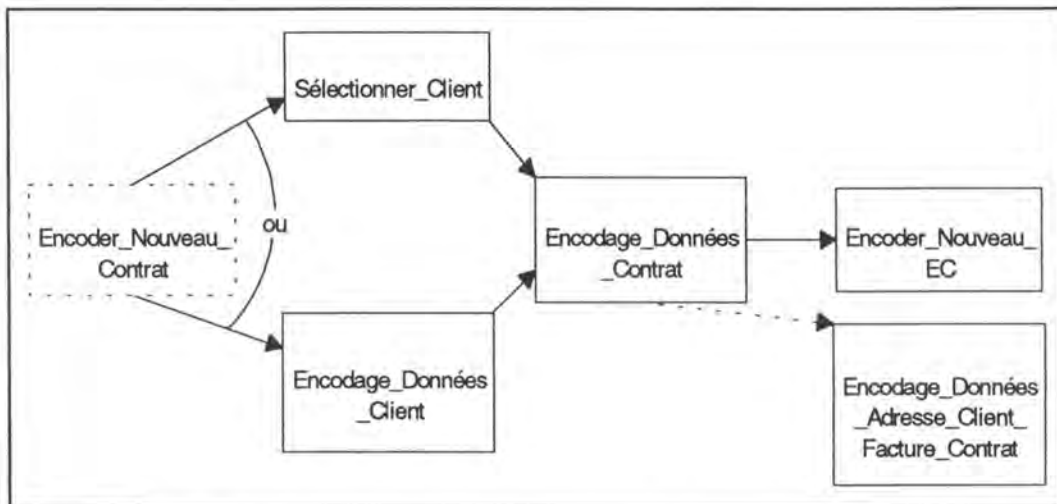 Sélectionner_Client
Encoder_Nouveau_
Contrat
ou
Encodage_Données
_Contrat
Encoder_Nouveau_
EC
Encodage_Données
_Client
Encodage_Données
_Adresse_Client_
Facture_Contrat